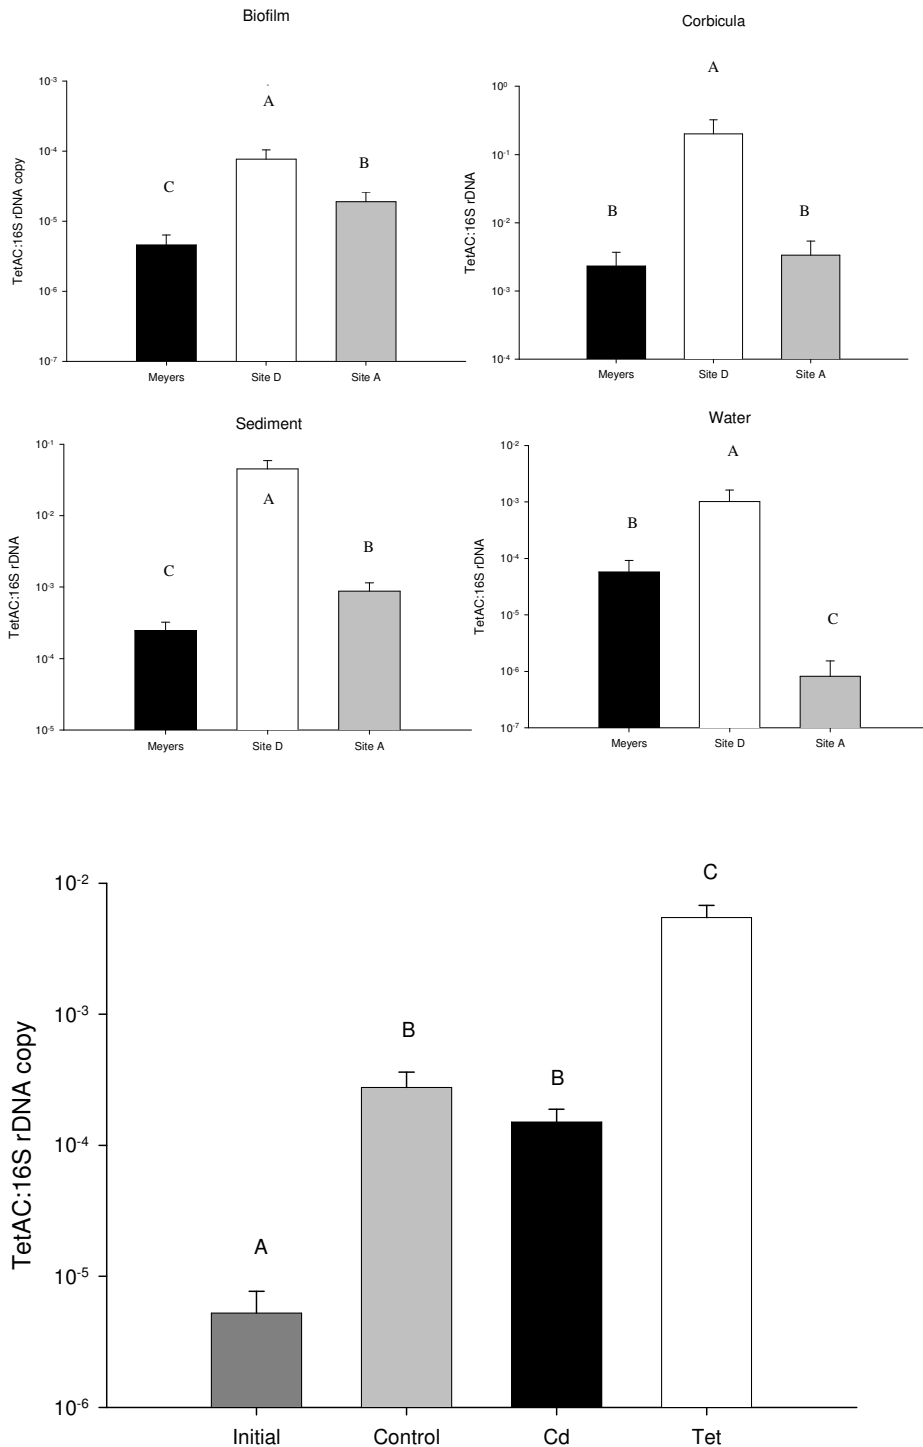 Biofilm
TetAC:16S rDNA copy
10-3
10-4
10-5
10-6
10-7
C
A
B
Meyers
Site D
Site A
Corbicula
TetAC:16S rDNA
100
10-1
10-2
10-3
10-4
B
A
B
Meyers
Site D
Site A
Sediment
TetAC:16S rDNA
10-1
10-2
10-3
10-4
10-5
C
A
B
Meyers
Site D
Site A
Water
TetAC:16S rDNA
10-2
10-3
10-4
10-5
10-6
10-7
B
A
C
Meyers
Site D
Site A
TetAC:16S rDNA copy
10-2
10-3
10-4
10-5
10-6
A
B
B
C
Initial
Control
Cd
Tet